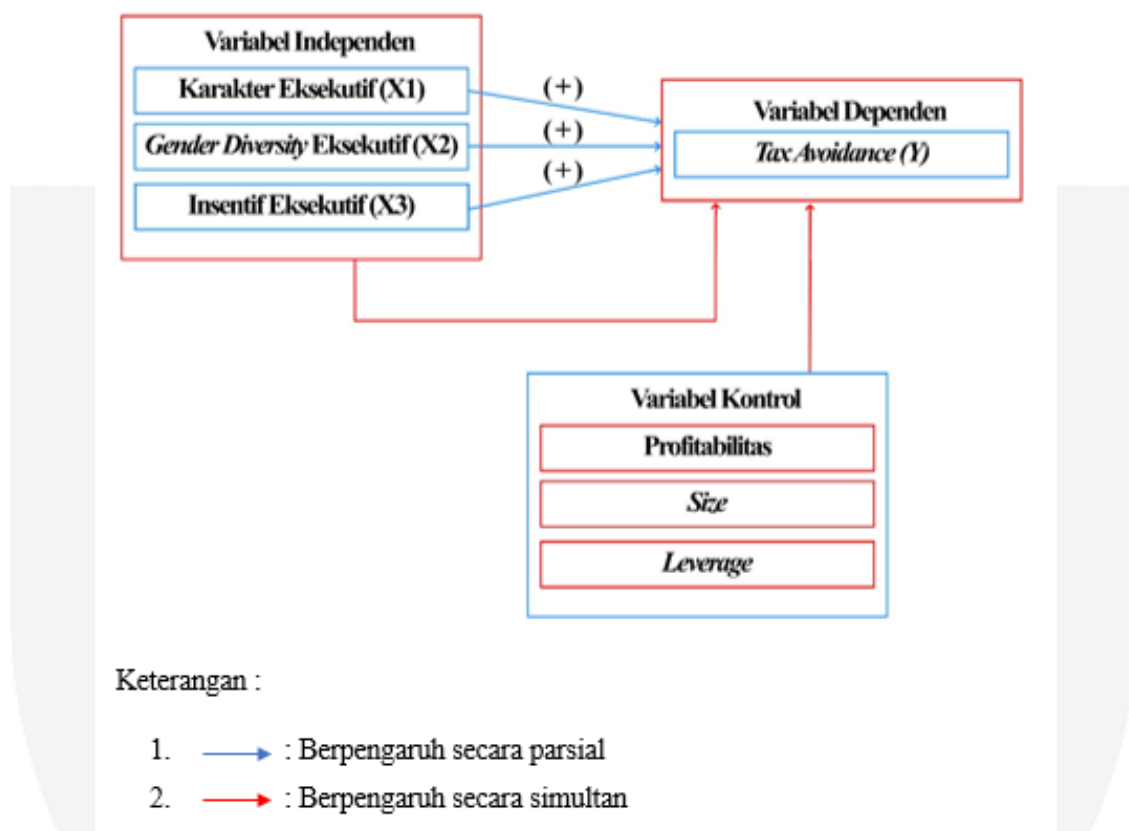 Variabel Independen
Karakter Eksekutif (X1)
Gender Diversity Eksekutif (X2)
Insentif Eksekutif (X3)
(+)
(+)
(+)
Variabel Dependen
Tax Avoidance (Y)
Variabel Kontrol
Profitabilitas
Size
Leverage
Keterangan :
1. : Berpengaruh secara parsial
2. : Berpengaruh secara simultan